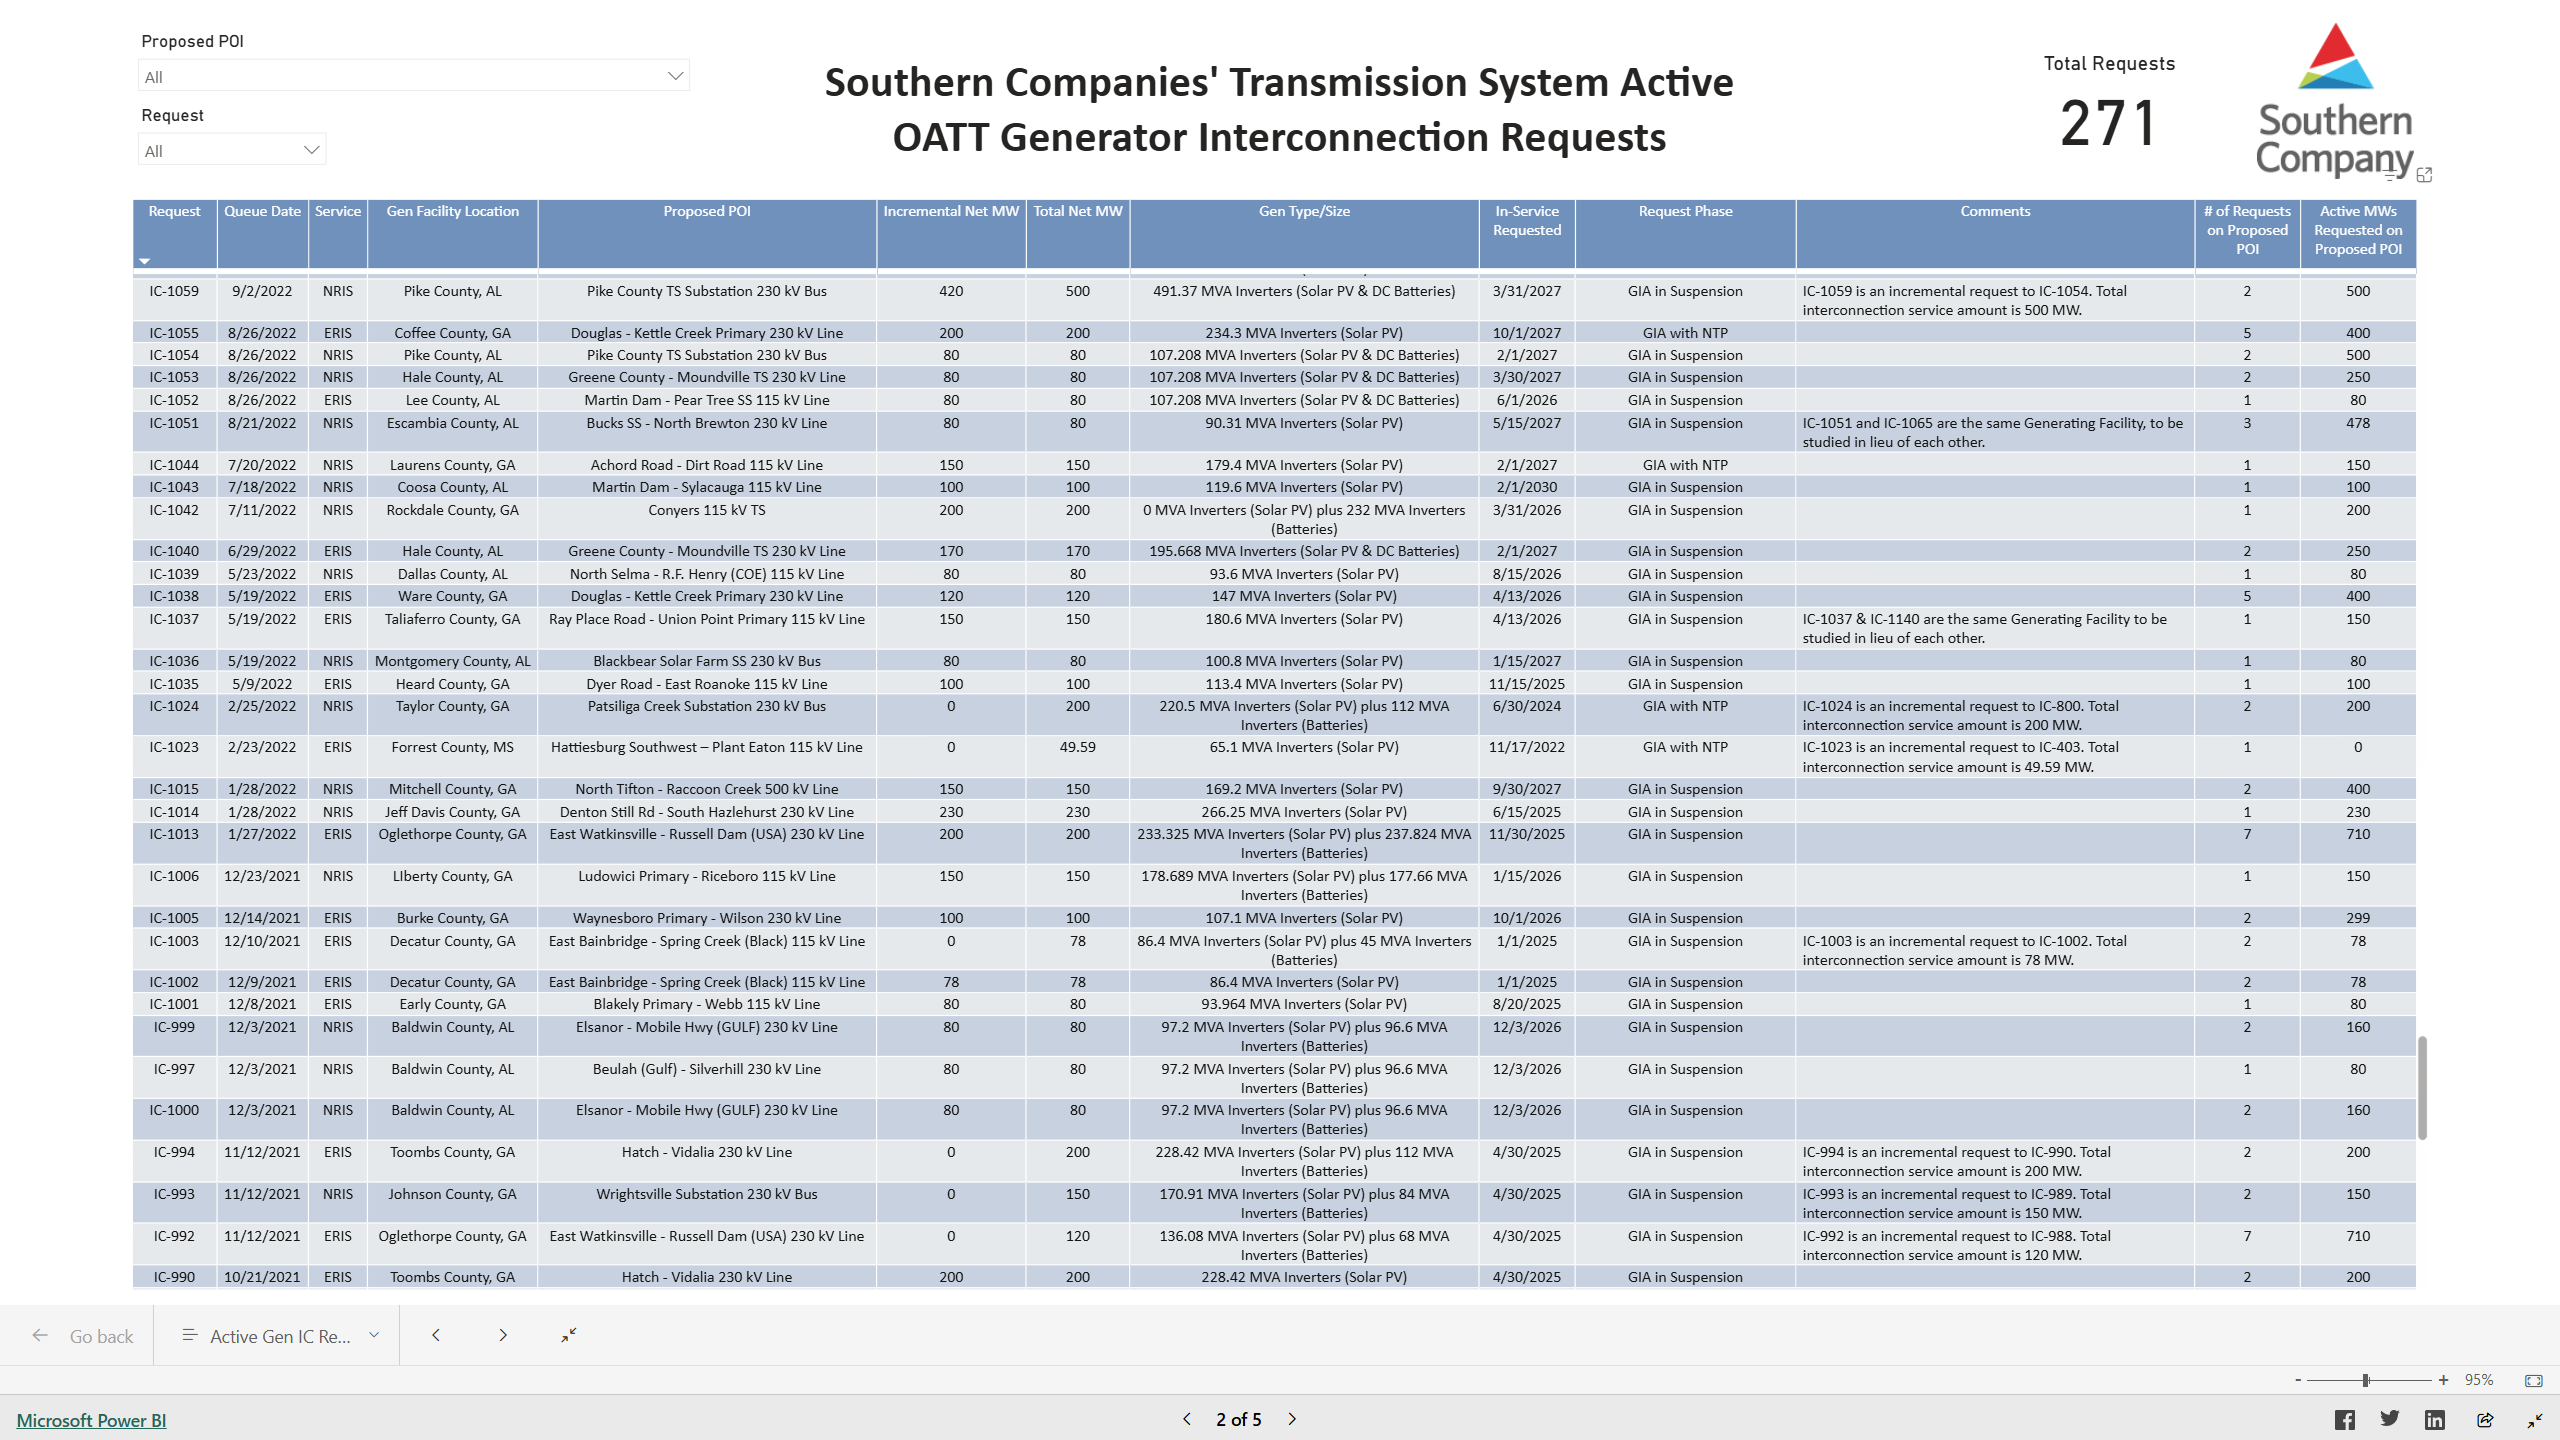 Proposed POI
All
Request
All
Southern Companies' Transmission System Active
OATT Generator Interconnection Requests
Total Requests
271
Southern
Company
Request Queue Date Service Gen Facility Location Proposed POI Incremental Net MW Total Net MW Gen Type/Size In-Service Requested Request Phase Comments # of Requests on Proposed POI Active MWs Requested on Proposed POI
IC-1059 9/2/2022 NRIS Pike County, AL Pike County TS Substation 230 kV Bus 420 500 491.37 MVA Inverters (Solar PV & DC Batteries) 3/31/2027 GIA in Suspension IC-1059 is an incremental request to IC-1054. Total interconnection service amount is 500 MW. 2 500
IC-1055 8/26/2022 ERIS Coffee County, GA Douglas - Kettle Creek Primary 230 kV Line 200 200 234.3 MVA Inverters (Solar PV) 10/1/2027 GIA with NTP 5 400
IC-1054 8/26/2022 NRIS Pike County, AL Pike County TS Substation 230 kV Bus 80 80 107.208 MVA Inverters (Solar PV & DC Batteries) 2/1/2027 GIA in Suspension 2 500
IC-1053 8/26/2022 NRIS Hale County, AL Greene County - Moundville TS 230 kV Line 80 80 107.208 MVA Inverters (Solar PV & DC Batteries) 3/30/2027 GIA in Suspension 2 250
IC-1052 8/26/2022 ERIS Lee County, AL Martin Dam - Pear Tree SS 115 kV Line 80 80 107.208 MVA Inverters (Solar PV & DC Batteries) 6/1/2026 GIA in Suspension 1 80
IC-1051 8/21/2022 NRIS Escambia County, AL Bucks SS - North Brewton 230 kV Line 80 80 90.31 MVA Inverters (Solar PV) 5/15/2027 GIA in Suspension IC-1051 and IC-1065 are the same Generating Facility, to be studied in lieu of each other. 3 478
IC-1044 7/20/2022 NRIS Laurens County, GA Achord Road - Dirt Road 115 kV Line 150 150 179.4 MVA Inverters (Solar PV) 2/1/2027 GIA with NTP 1 150
IC-1043 7/18/2022 NRIS Coosa County, AL Martin Dam - Sylacauga 115 kV Line 100 100 119.6 MVA Inverters (Solar PV) 2/1/2030 GIA in Suspension 1 100
IC-1042 7/11/2022 NRIS Rockdale County, GA Conyers 115 kV TS 200 200 0 MVA Inverters (Solar PV) plus 232 MVA Inverters (Batteries) 3/31/2026 GIA in Suspension 1 200
IC-1040 6/29/2022 ERIS Hale County, AL Greene County - Moundville TS 230 kV Line 170 170 195.668 MVA Inverters (Solar PV & DC Batteries) 2/1/2027 GIA in Suspension 2 250
IC-1039 5/23/2022 NRIS Dallas County, AL North Selma - R.F. Henry (COE) 115 kV Line 80 80 93.6 MVA Inverters (Solar PV) 8/15/2026 GIA in Suspension 1 80
IC-1038 5/19/2022 ERIS Ware County, GA Douglas - Kettle Creek Primary 230 kV Line 120 120 147 MVA Inverters (Solar PV) 4/13/2026 GIA in Suspension 5 400
IC-1037 5/19/2022 ERIS Taliaferro County, GA Ray Place Road - Union Point Primary 115 kV Line 150 150 180.6 MVA Inverters (Solar PV) 4/13/2026 GIA in Suspension IC-1037 & IC-1140 are the same Generating Facility to be studied in lieu of each other. 1 150
IC-1036 5/19/2022 NRIS Montgomery County, AL Blackbear Solar Farm SS 230 kV Bus 80 80 100.8 MVA Inverters (Solar PV) 1/15/2027 GIA in Suspension 1 80
IC-1035 5/9/2022 ERIS Heard County, GA Dyer Road - East Roanoke 115 kV Line 100 100 113.4 MVA Inverters (Solar PV) 11/15/2025 GIA in Suspension 1 100
IC-1024 2/25/2022 NRIS Taylor County, GA Patsiliga Creek Substation 230 kV Bus 0 200 220.5 MVA Inverters (Solar PV) plus 112 MVA Inverters (Batteries) 6/30/2024 GIA with NTP IC-1024 is an incremental request to IC-800. Total interconnection service amount is 200 MW. 2 200
IC-1023 2/23/2022 ERIS Forrest County, MS Hattiesburg Southwest – Plant Eaton 115 kV Line 0 49.59 65.1 MVA Inverters (Solar PV) 11/17/2022 GIA with NTP IC-1023 is an incremental request to IC-403. Total interconnection service amount is 49.59 MW. 1 0
IC-1015 1/28/2022 NRIS Mitchell County, GA North Tifton - Raccoon Creek 500 kV Line 150 150 169.2 MVA Inverters (Solar PV) 9/30/2027 GIA in Suspension 2 400
IC-1014 1/28/2022 NRIS Jeff Davis County, GA Denton Still Rd - South Hazlehurst 230 kV Line 230 230 266.25 MVA Inverters (Solar PV) 6/15/2025 GIA in Suspension 1 230
IC-1013 1/27/2022 ERIS Oglethorpe County, GA East Watkinsville - Russell Dam (USA) 230 kV Line 200 200 233.325 MVA Inverters (Solar PV) plus 237.824 MVA Inverters (Batteries) 11/30/2025 GIA in Suspension 7 710
IC-1006 12/23/2021 NRIS LIberty County, GA Ludowici Primary - Riceboro 115 kV Line 150 150 178.689 MVA Inverters (Solar PV) plus 177.66 MVA Inverters (Batteries) 1/15/2026 GIA in Suspension 1 150
IC-1005 12/14/2021 ERIS Burke County, GA Waynesboro Primary - Wilson 230 kV Line 100 100 107.1 MVA Inverters (Solar PV) 10/1/2026 GIA in Suspension 2 299
IC-1003 12/10/2021 ERIS Decatur County, GA East Bainbridge - Spring Creek (Black) 115 kV Line 0 78 86.4 MVA Inverters (Solar PV) plus 45 MVA Inverters (Batteries) 1/1/2025 GIA in Suspension IC-1003 is an incremental request to IC-1002. Total interconnection service amount is 78 MW. 2 78
IC-1002 12/9/2021 ERIS Decatur County, GA East Bainbridge - Spring Creek (Black) 115 kV Line 78 78 86.4 MVA Inverters (Solar PV) 1/1/2025 GIA in Suspension 2 78
IC-1001 12/8/2021 ERIS Early County, GA Blakely Primary - Webb 115 kV Line 80 80 93.964 MVA Inverters (Solar PV) 8/20/2025 GIA in Suspension 1 80
IC-999 12/3/2021 NRIS Baldwin County, AL Elsanor - Mobile Hwy (GULF) 230 kV Line 80 80 97.2 MVA Inverters (Solar PV) plus 96.6 MVA Inverters (Batteries) 12/3/2026 GIA in Suspension 2 160
IC-997 12/3/2021 NRIS Baldwin County, AL Beulah (Gulf) - Silverhill 230 kV Line 80 80 97.2 MVA Inverters (Solar PV) plus 96.6 MVA Inverters (Batteries) 12/3/2026 GIA in Suspension 1 80
IC-1000 12/3/2021 NRIS Baldwin County, AL Elsanor - Mobile Hwy (GULF) 230 kV Line 80 80 97.2 MVA Inverters (Solar PV) plus 96.6 MVA Inverters (Batteries) 12/3/2026 GIA in Suspension 2 160
IC-994 11/12/2021 ERIS Toombs County, GA Hatch - Vidalia 230 kV Line 0 200 228.42 MVA Inverters (Solar PV) plus 112 MVA Inverters (Batteries) 4/30/2025 GIA in Suspension IC-994 is an incremental request to IC-990. Total interconnection service amount is 200 MW. 2 200
IC-993 11/12/2021 NRIS Johnson County, GA Wrightsville Substation 230 kV Bus 0 150 170.91 MVA Inverters (Solar PV) plus 84 MVA Inverters (Batteries) 4/30/2025 GIA in Suspension IC-993 is an incremental request to IC-989. Total interconnection service amount is 150 MW. 2 150
IC-992 11/12/2021 ERIS Oglethorpe County, GA East Watkinsville - Russell Dam (USA) 230 kV Line 0 120 136.08 MVA Inverters (Solar PV) plus 68 MVA Inverters (Batteries) 4/30/2025 GIA in Suspension IC-992 is an incremental request to IC-988. Total interconnection service amount is 120 MW. 7 710
IC-990 10/21/2021 ERIS Toombs County, GA Hatch - Vidalia 230 kV Line 200 200 228.42 MVA Inverters (Solar PV) 4/30/2025 GIA in Suspension 2 200
Go back
Active Gen IC Re...
- + 95%
Microsoft Power BI
2 of 5